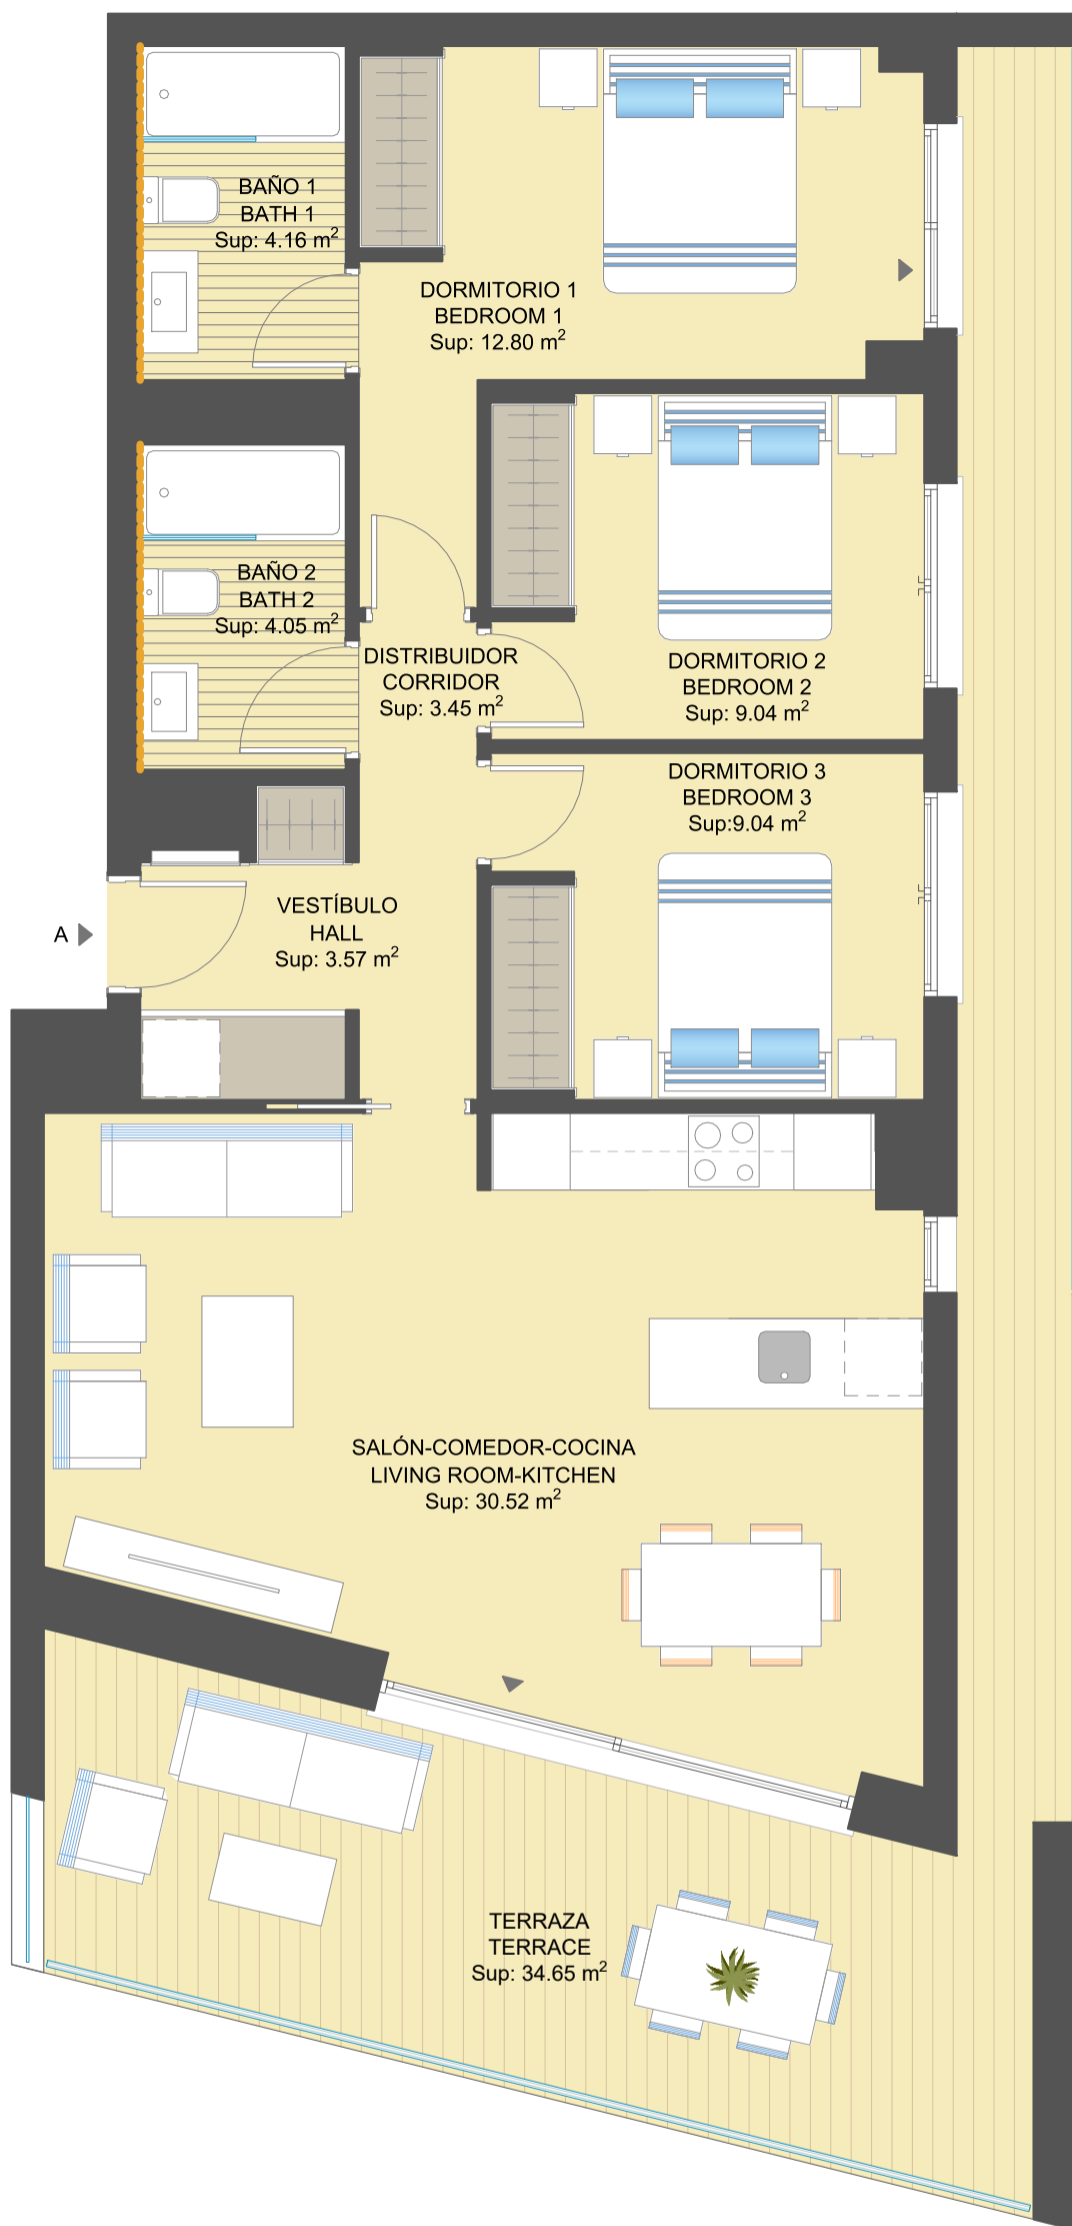 BAÑO 1
BATH 1
Sup: 4.16 m²
DORMITORIO 1
BEDROOM 1
Sup: 12.80 m²
BAÑO 2
BATH 2
Sup: 4.05 m²
DISTRIBUIDOR
CORRIDOR
Sup: 3.45 m²
DORMITORIO 2
BEDROOM 2
Sup: 9.04 m²
DORMITORIO 3
BEDROOM 3
Sup:9.04 m²
A
VESTÍBULO
HALL
Sup: 3.57 m²
SALÓN-COMEDOR-COCINA
LIVING ROOM-KITCHEN
Sup: 30.52 m²
TERRAZA
TERRACE
Sup: 34.65 m²